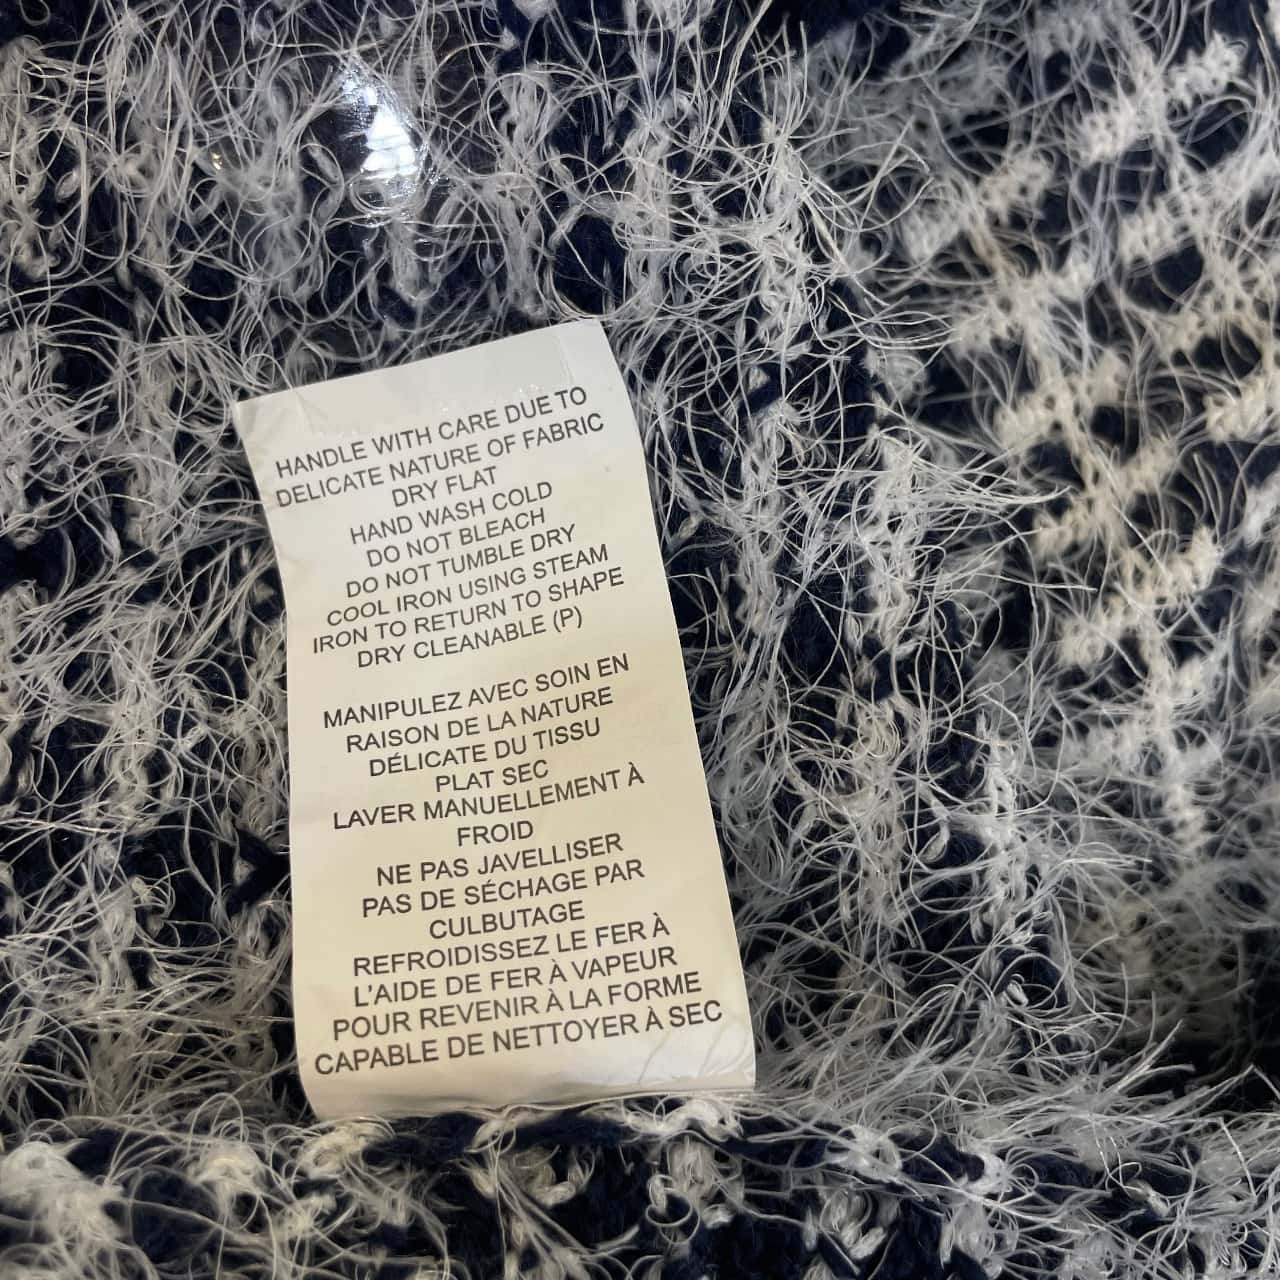 HANDLE WITH CARE DUE TO
DELICATE NATURE OF FABRIC
DRY FLAT
HAND WASH COLD
DO NOT BLEACH
DO NOT TUMBLE DRY
COOL IRON USING STEAM
IRON TO RETURN TO SHAPE
DRY CLEANABLE (P)
MANIPULEZ AVEC SOIN EN
RAISON DE LA NATURE
DÉLICATE DU TISSU
PLAT SEC
LAVER MANUELLEMENT À
FROID
NE PAS JAVELLISER
PAS DE SÉCHAGE PAR
CULBUTAGE
REFROIDISSEZ LE FER À
L'AIDE DE FER À VAPEUR
POUR REVENIR À LA FORME
CAPABLE DE NETTOYER À SEC